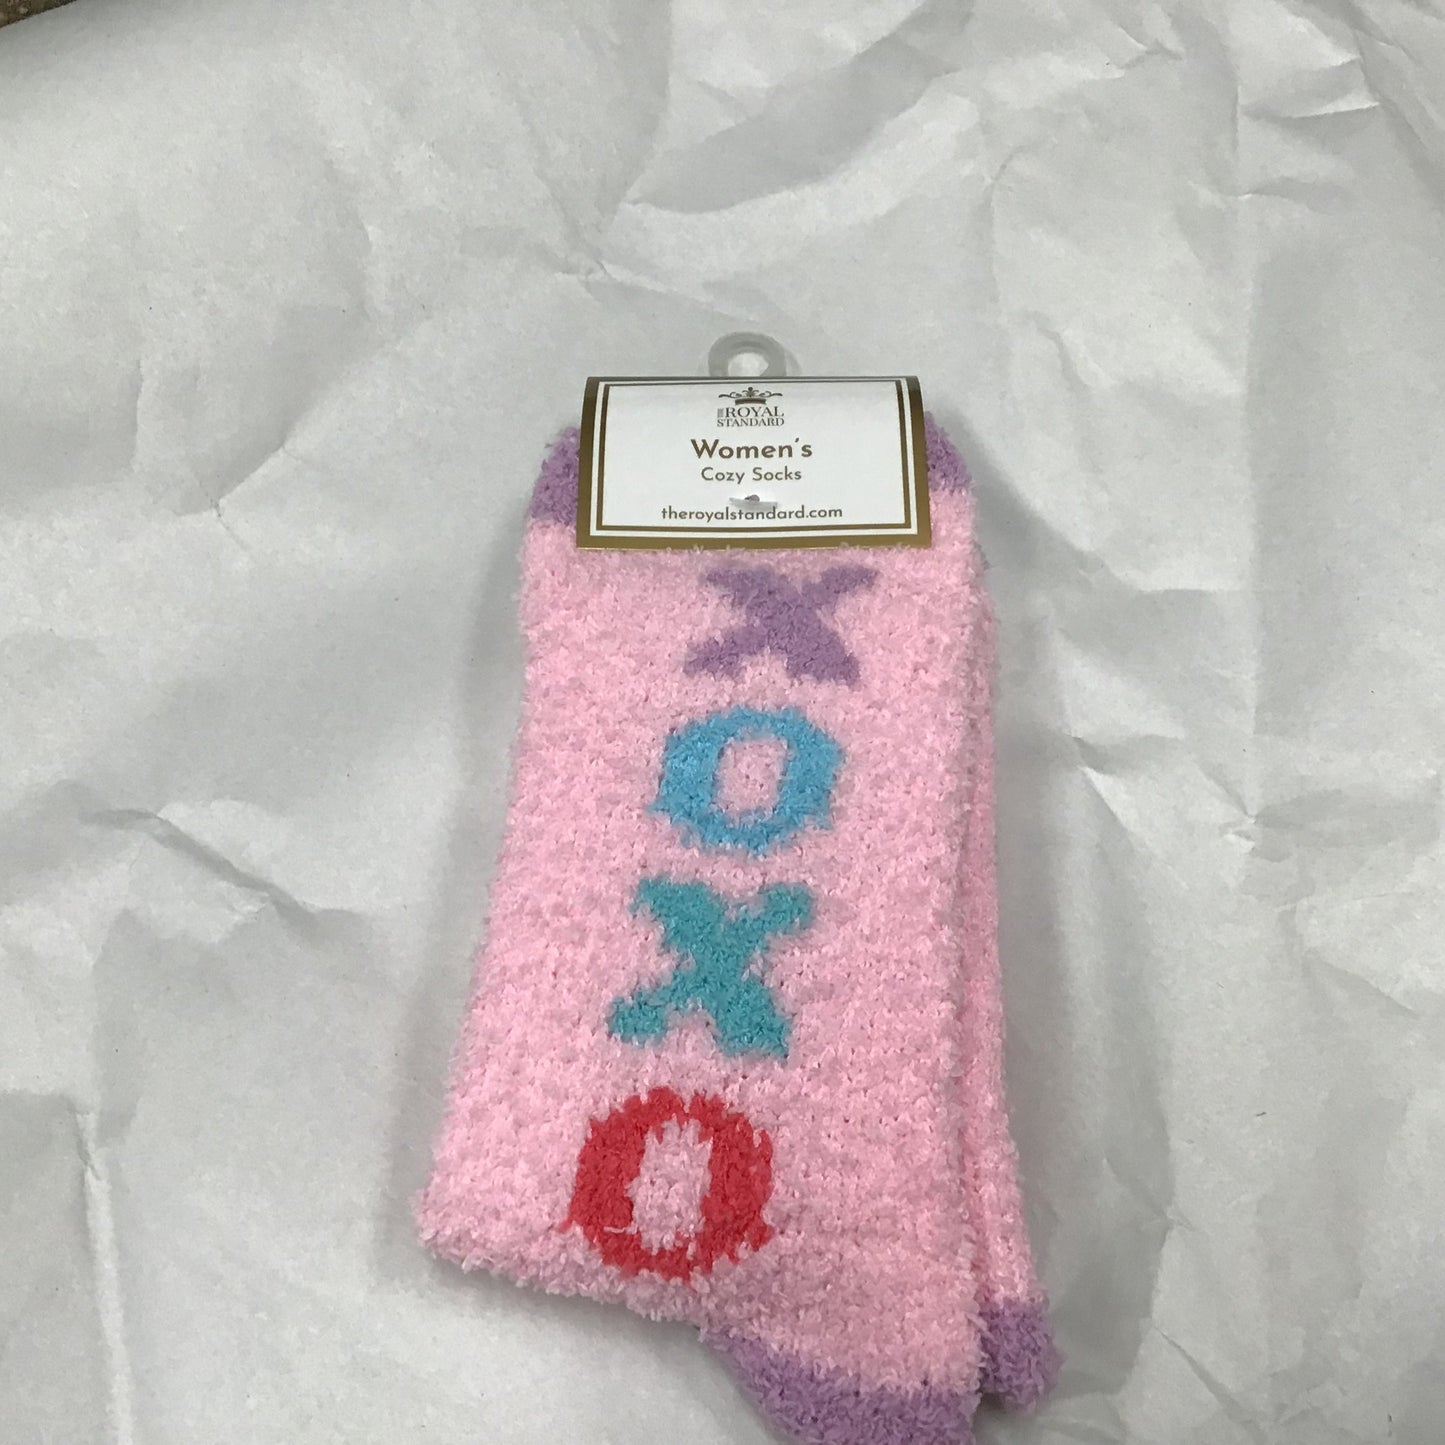 THE ROYAL
STANDARD
Women's
Cozy Socks
theroyalstandard.com
X
O
X
O